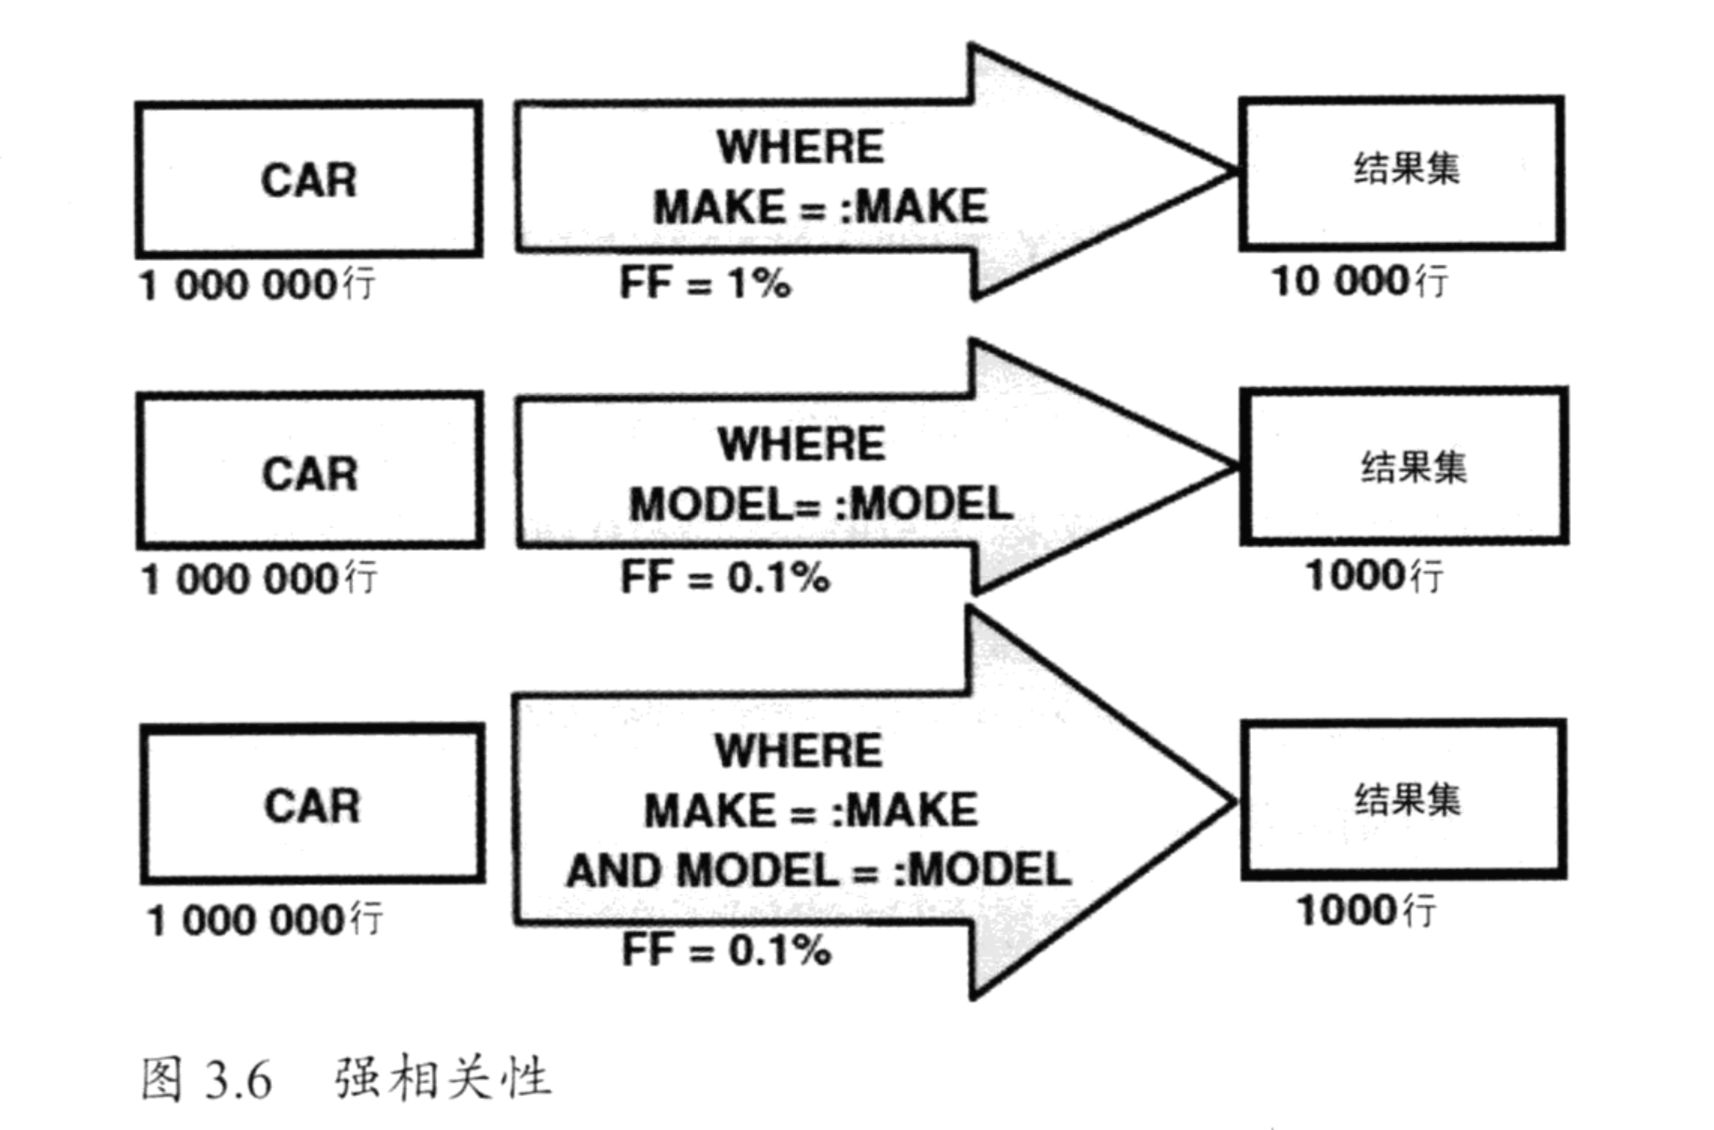 CAR
1 000 000行
WHERE
MAKE = :MAKE
FF = 1%
结果集
10 000行
CAR
1 000 000行
WHERE
MODEL= :MODEL
FF = 0.1%
结果集
1000行
CAR
1 000 000行
WHERE
MAKE = :MAKE
AND MODEL = :MODEL
FF = 0.1%
结果集
1000行
图 3.6 强相关性